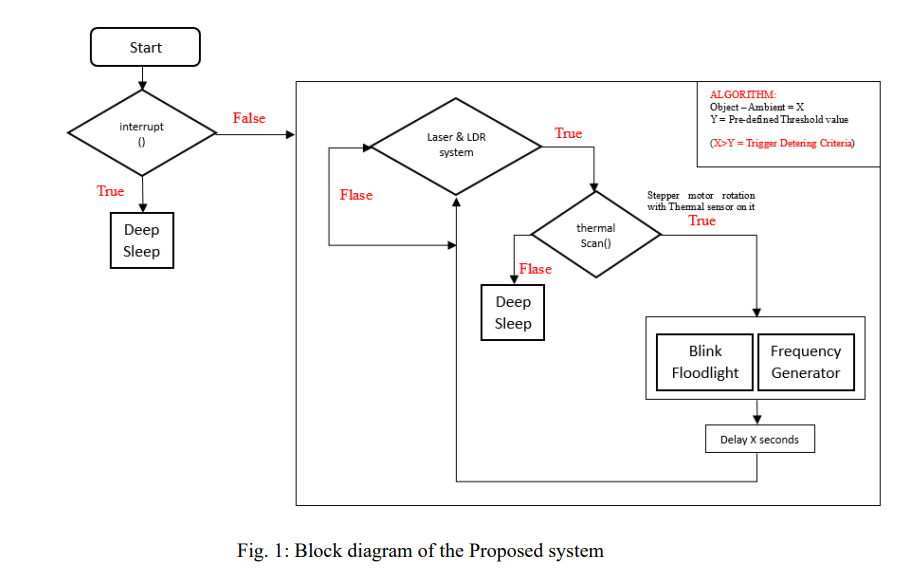 Start
interrupt
()
False
True
Deep
Sleep
ALGORITHM:
Object – Ambient = X
Y = Pre-defined Threshold value
(X>Y = Trigger Detering Criteria)
Laser & LDR
system
True
Flase
Stepper motor rotation
with Thermal sensor on it
True
thermal
Scan()
Flase
Deep
Sleep
Blink
Floodlight
Frequency
Generator
Delay X seconds
Fig. 1: Block diagram of the Proposed system